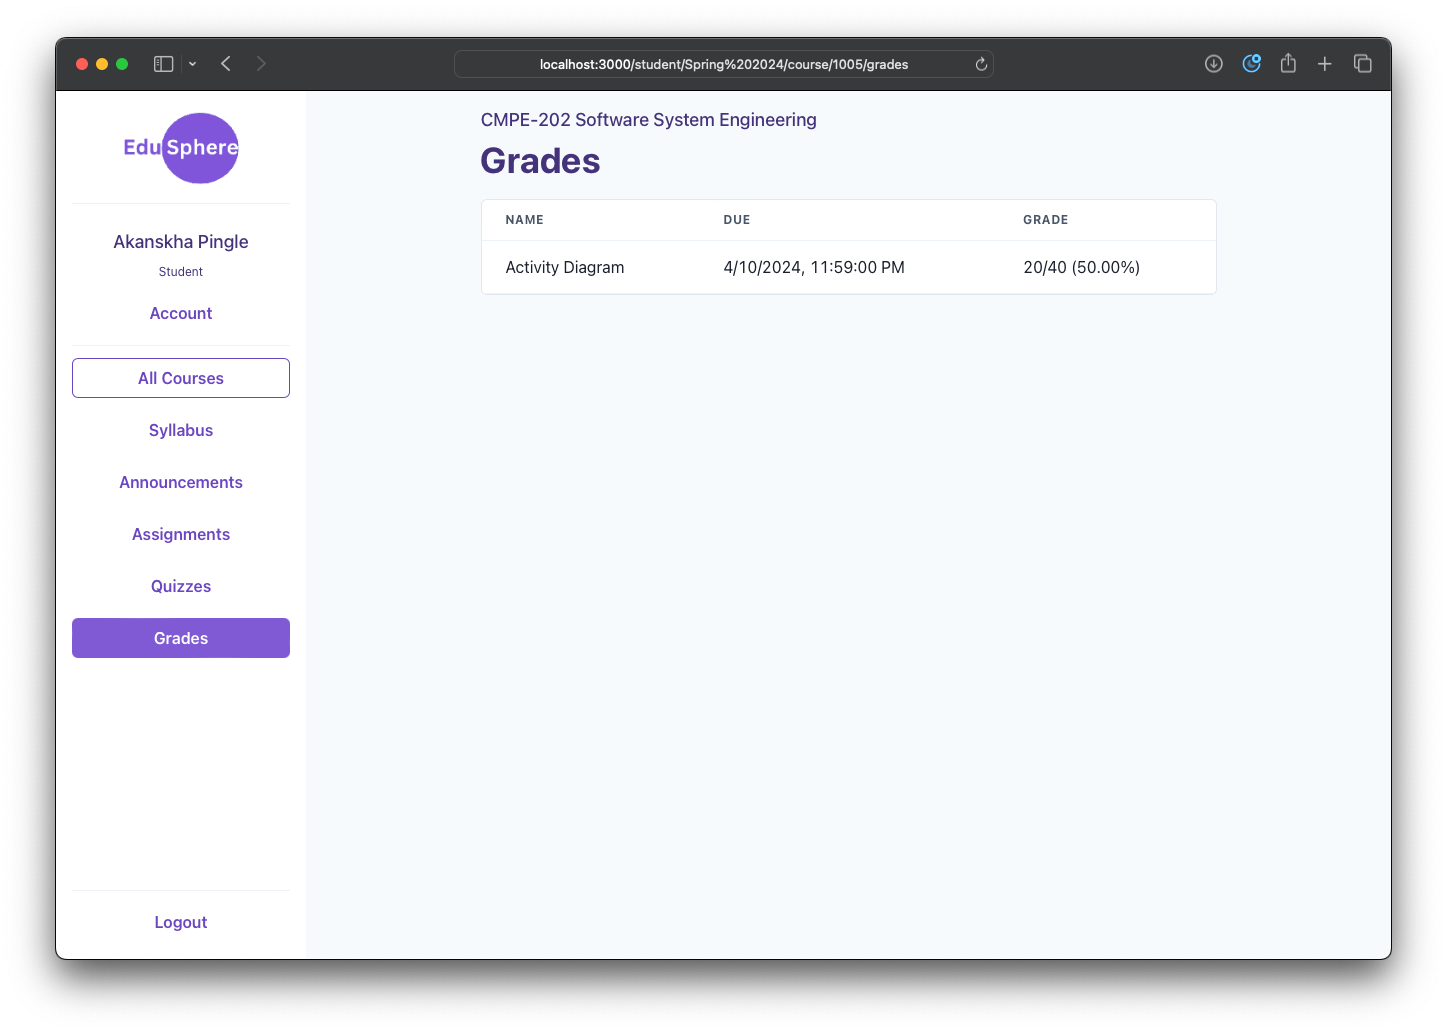 localhost:3000/student/Spring%202024/course/1005/grades
EduSphere
Akanskha Pingle
Student
Account
All Courses
Syllabus
Announcements
Assignments
Quizzes
Grades
Logout
CMPE-202 Software System Engineering
Grades
NAME DUE GRADE
Activity Diagram 4/10/2024, 11:59:00 PM 20/40 (50.00%)